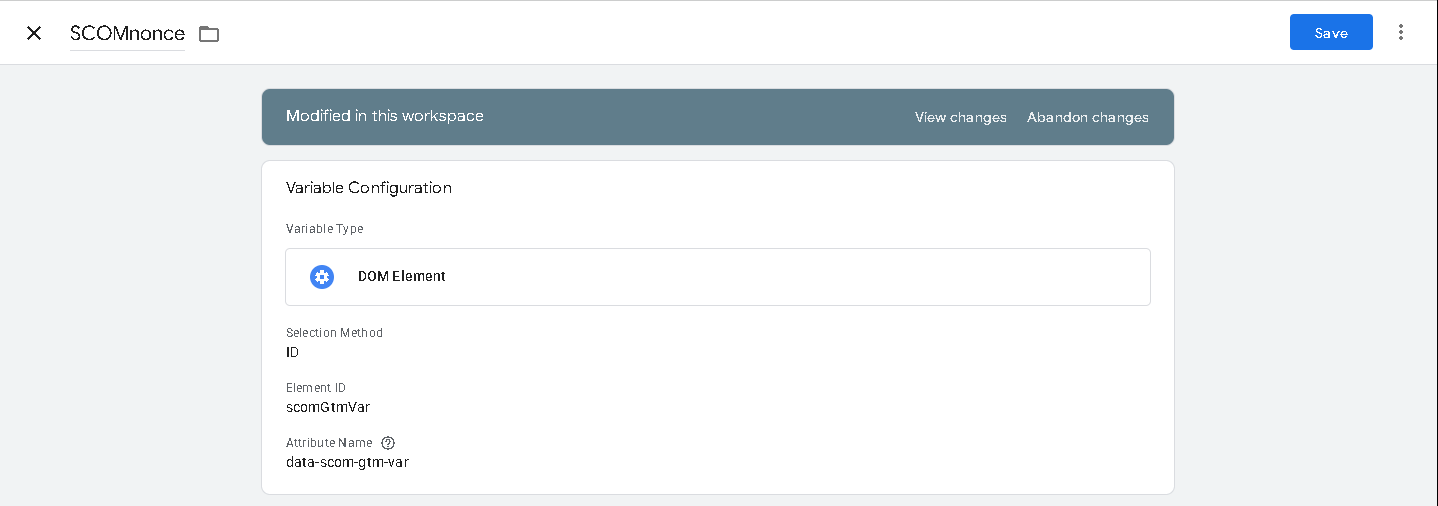 SCOMnonce
Save
Modified in this workspace
View changes
Abandon changes
Variable Configuration
Variable Type
DOM Element
Selection Method
ID
Element ID
scomGtmVar
Attribute Name
data-scom-gtm-var